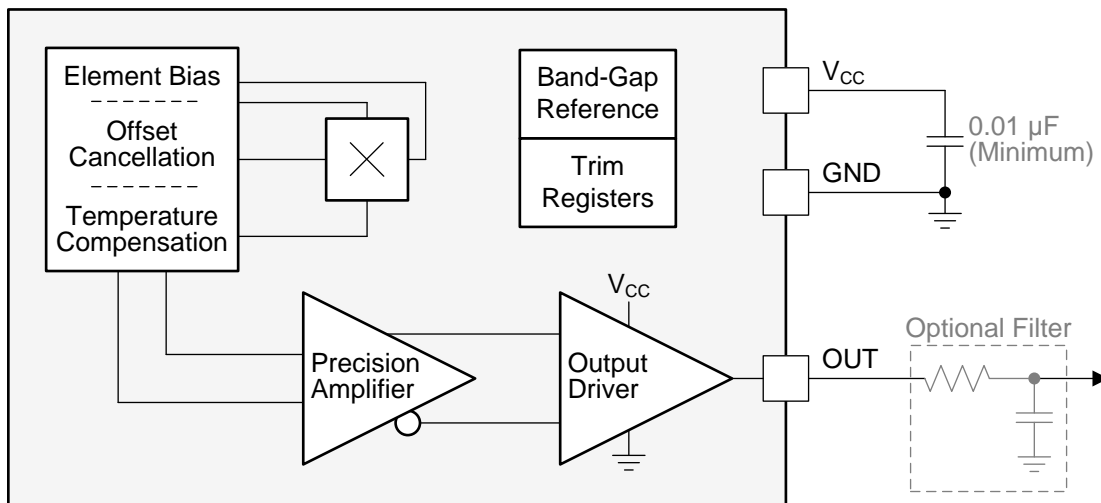 Element Bias
Offset
Cancellation
Temperature
Compensation
Band-Gap
Reference
Trim
Registers
VCC
0.01 µF
(Minimum)
GND
Precision
Amplifier
VCC
Output
Driver
OUT
Optional Filter